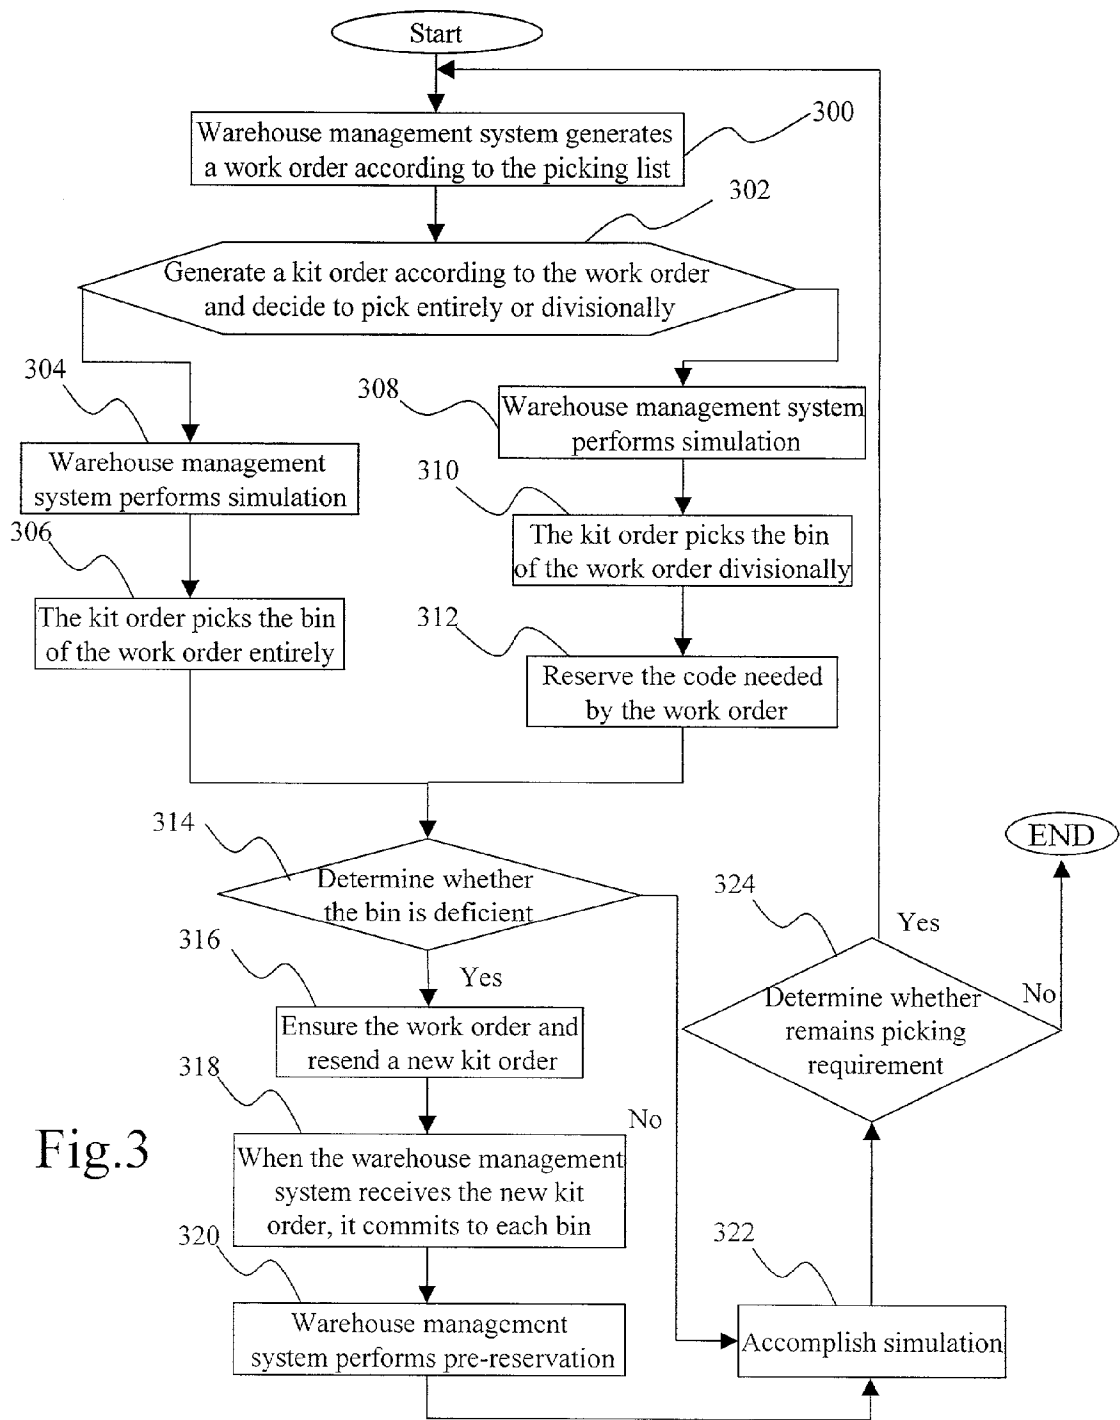 Start
300
Warehouse management system generates
a work order according to the picking list
302
Generate a kit order according to the work order
and decide to pick entirely or divisionally
304
Warehouse management
system performs simulation
306
The kit order picks the bin
of the work order entirely
308
Warehouse management system
performs simulation
310
The kit order picks the bin
of the work order divisionally
312
Reserve the code needed
by the work order
314
Determine whether
the bin is deficient
Yes
No
316
Ensure the work order and
resend a new kit order
318
When the warehouse management
system receives the new kit
order, it commits to each bin
320
Warehouse management
system performs pre-reservation
322
Accomplish simulation
324
Determine whether
remains picking
requirement
Yes
No
END
Fig.3